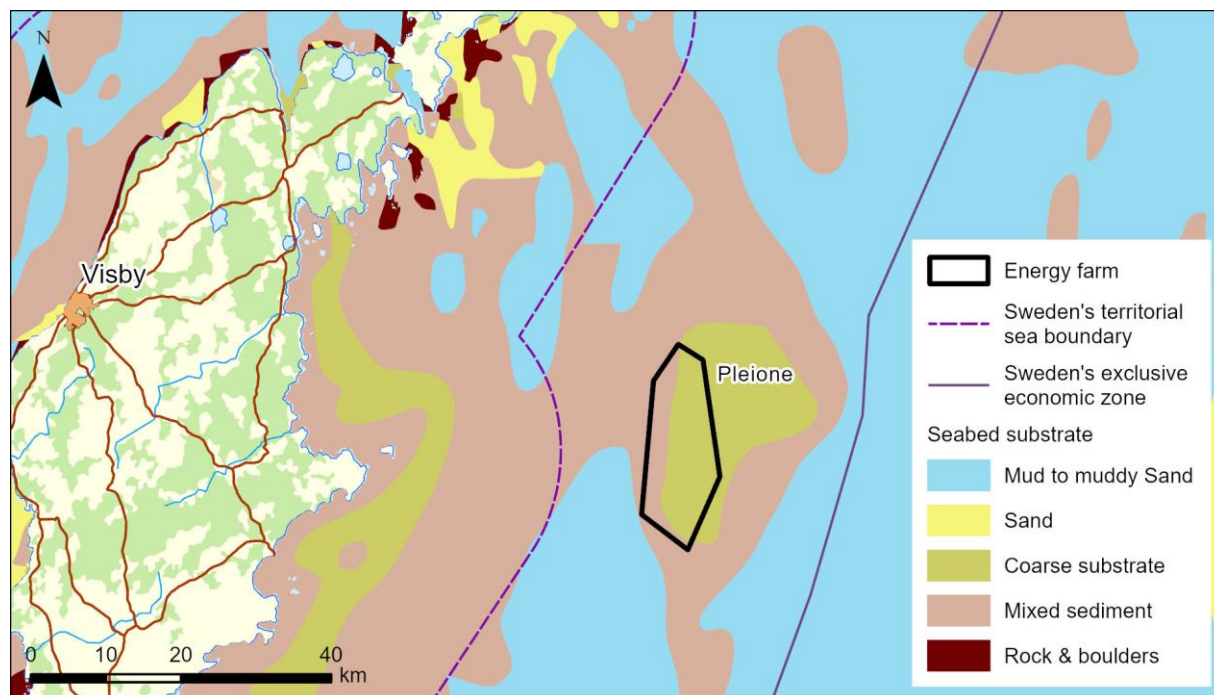 N
Visby
Pleione
Energy farm
Sweden's territorial
sea boundary
Sweden's exclusive
economic zone
Seabed substrate
Mud to muddy Sand
Sand
Coarse substrate
Mixed sediment
Rock & boulders
0 10 20 40
km